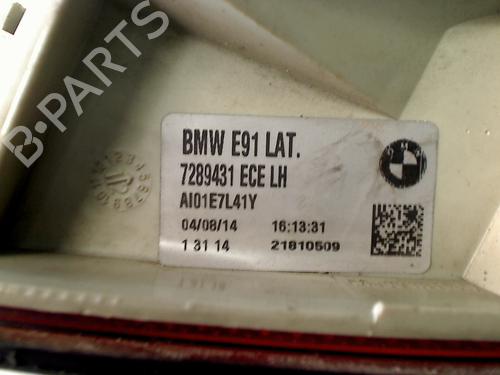 BMW E91 LAT.
7289431 ECE LH
AI01E7L41Y
04/08/14 16:13:31
1 31 14 21810509
B-PARTS